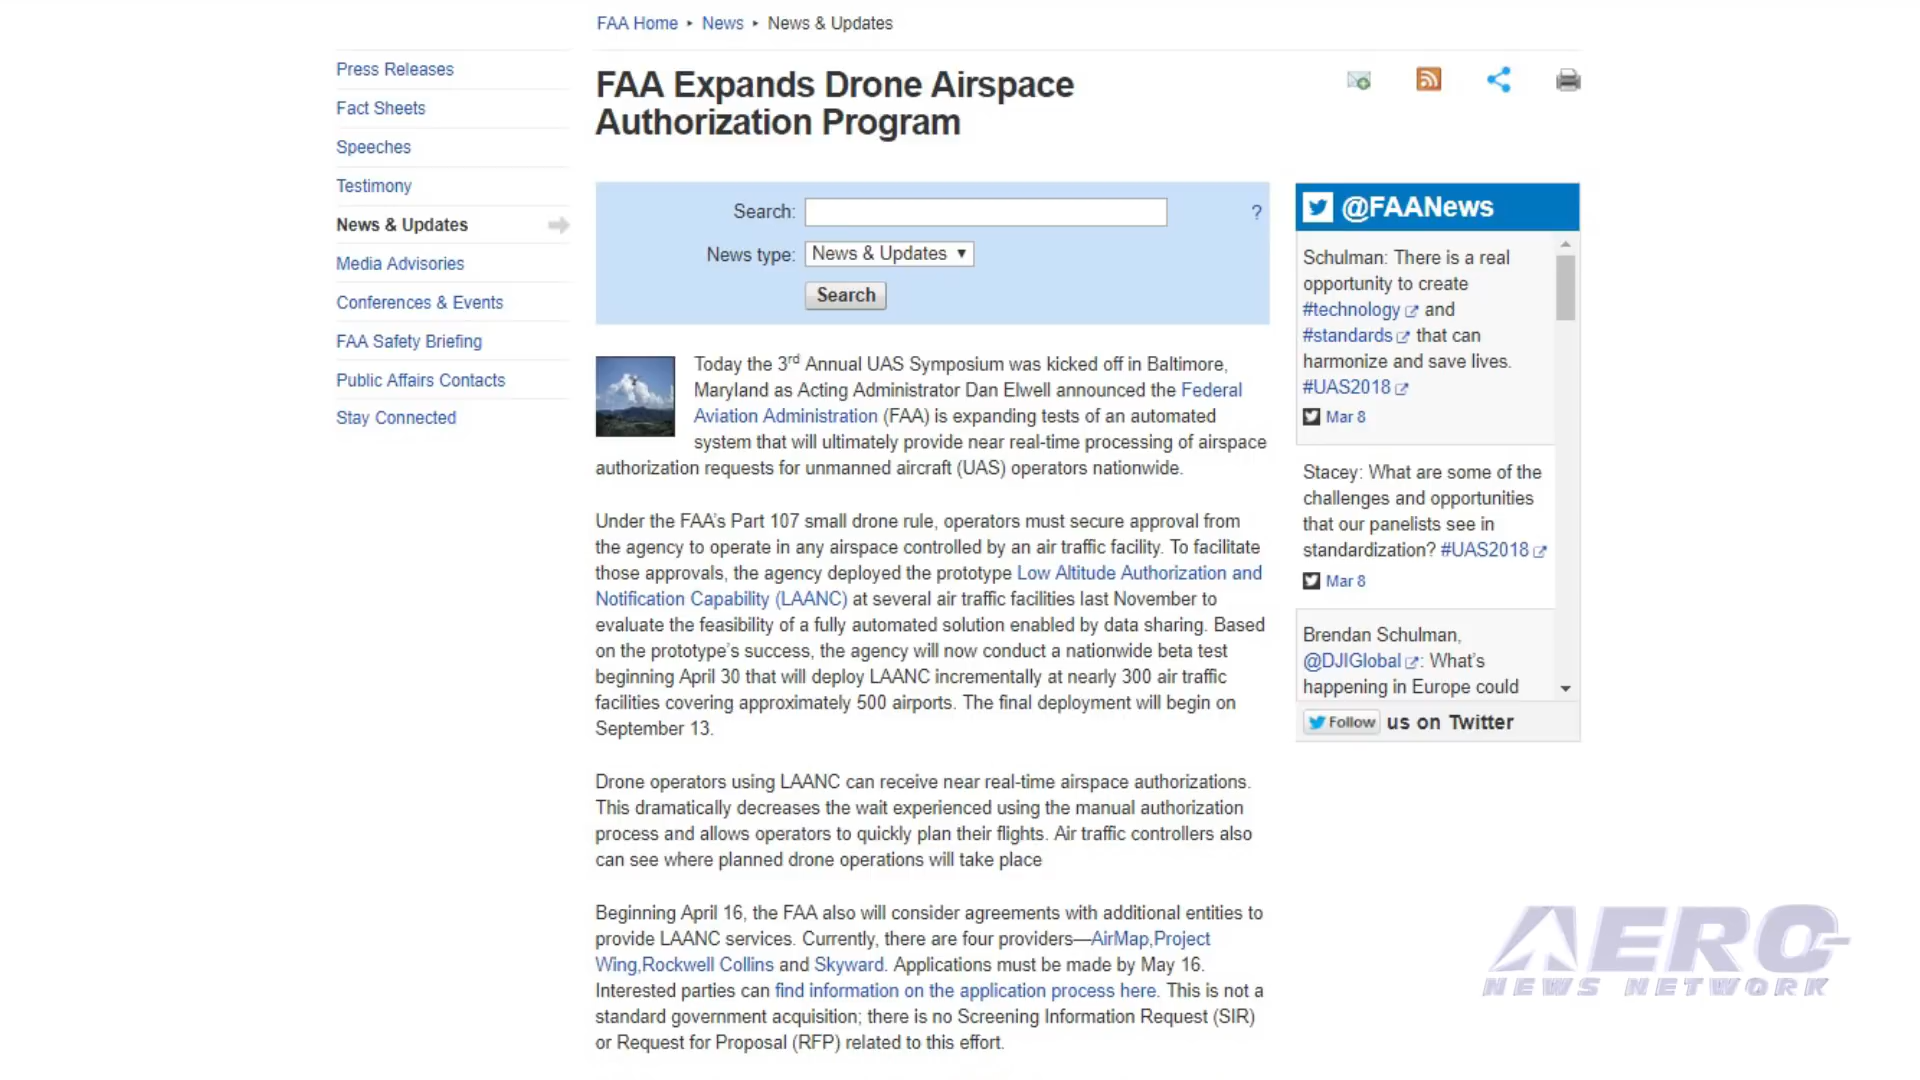 FAA Home ▸ News ▸ News & Updates
Press Releases
Fact Sheets
Speeches
Testimony
News & Updates
Media Advisories
Conferences & Events
FAA Safety Briefing
Public Affairs Contacts
Stay Connected
FAA Expands Drone Airspace
Authorization Program
Search:
?
News type: News & Updates ▼
Search
Today the 3rd Annual UAS Symposium was kicked off in Baltimore,
Maryland as Acting Administrator Dan Elwell announced the Federal
Aviation Administration (FAA) is expanding tests of an automated
system that will ultimately provide near real-time processing of airspace
authorization requests for unmanned aircraft (UAS) operators nationwide.
Under the FAA's Part 107 small drone rule, operators must secure approval from
the agency to operate in any airspace controlled by an air traffic facility. To facilitate
those approvals, the agency deployed the prototype Low Altitude Authorization and
Notification Capability (LAANC) at several air traffic facilities last November to
evaluate the feasibility of a fully automated solution enabled by data sharing. Based
on the prototype's success, the agency will now conduct a nationwide beta test
beginning April 30 that will deploy LAANC incrementally at nearly 300 air traffic
facilities covering approximately 500 airports. The final deployment will begin on
September 13.
Drone operators using LAANC can receive near real-time airspace authorizations.
This dramatically decreases the wait experienced using the manual authorization
process and allows operators to quickly plan their flights. Air traffic controllers also
can see where planned drone operations will take place
Beginning April 16, the FAA also will consider agreements with additional entities to
provide LAANC services. Currently, there are four providers—AirMap,Project
Wing,Rockwell Collins and Skyward. Applications must be made by May 16.
Interested parties can find information on the application process here. This is not a
standard government acquisition; there is no Screening Information Request (SIR)
or Request for Proposal (RFP) related to this effort.
@FAANews
Schulman: There is a real
opportunity to create
#technology and
#standards that can
harmonize and save lives.
#UAS2018
Mar 8
Stacey: What are some of the
challenges and opportunities
that our panelists see in
standardization? #UAS2018
Mar 8
Brendan Schulman,
@DJIGlobal: What's
happening in Europe could
Follow us on Twitter
AERO
NEWS NETWORK